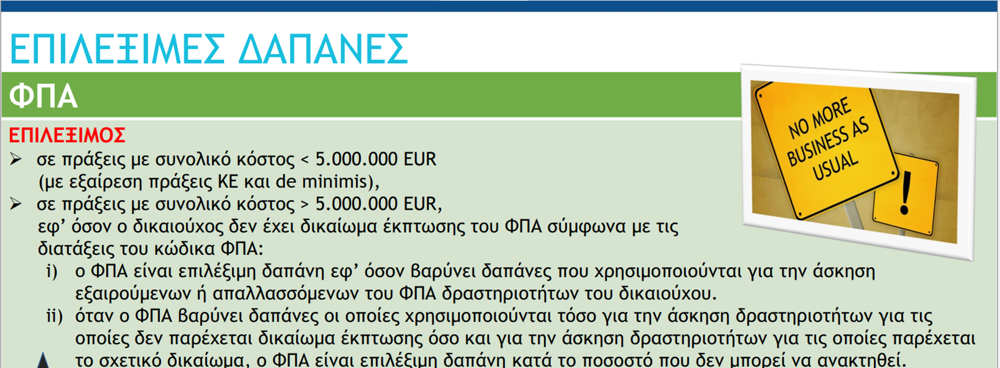 ΕΠΙΛΕΞΙΜΕΣ ΔΑΠΑΝΕΣ
ΦΠΑ
NO MORE
BUSINESS AS
USUAL
!
ΕΠΙΛΕΞΙΜΟΣ
➢ σε πράξεις με συνολικό κόστος < 5.000.000 EUR
(με εξαίρεση πράξεις ΚΕ και de minimis),
➢ σε πράξεις με συνολικό κόστος > 5.000.000 EUR,
εφ’ όσον ο δικαιούχος δεν έχει δικαίωμα έκπτωσης του ΦΠΑ σύμφωνα με τις
διατάξεις του κώδικα ΦΠΑ:
i) ο ΦΠΑ είναι επιλέξιμη δαπάνη εφ’ όσον βαρύνει δαπάνες που χρησιμοποιούνται για την άσκηση
εξαιρούμενων ή απαλλασσόμενων του ΦΠΑ δραστηριοτήτων του δικαιούχου.
ii) όταν ο ΦΠΑ βαρύνει δαπάνες οι οποίες χρησιμοποιούνται τόσο για την άσκηση δραστηριοτήτων για τις
οποίες δεν παρέχεται δικαίωμα έκπτωσης όσο και για την άσκηση δραστηριοτήτων για τις οποίες παρέχεται
το σχετικό δικαίωμα, ο ΦΠΑ είναι επιλέξιμη δαπάνη κατά το ποσοστό που δεν μπορεί να ανακτηθεί.